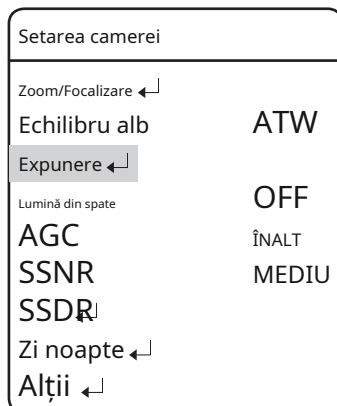 Setarea camerei
Zoom/Focalizare ↵
Echilibru alb ATW
Expunere ↵
Lumină din spate OFF
AGC ÎNALT
SSNR MEDIU
SSDR ↵
Zi noapte ↵
Alții ↵